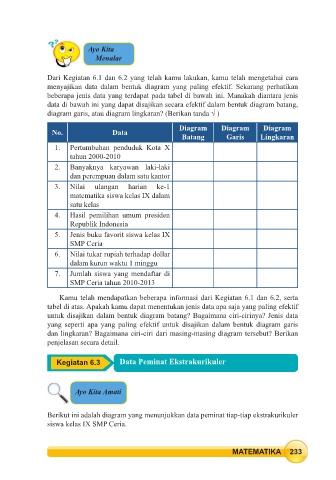 Ayo Kita
Menalar
Dari Kegiatan 6.1 dan 6.2 yang telah kamu lakukan, kamu telah mengetahui cara
menyajikan data dalam bentuk diagram yang paling efektif. Sekarang perhatikan
beberapa jenis data yang terdapat pada tabel di bawah ini. Manakah diantara jenis
data di bawah ini yang dapat disajikan secara efektif dalam bentuk diagram batang,
diagram garis, atau diagram lingkaran? (Berikan tanda √ )
No. Data Diagram Batang Diagram Garis Diagram Lingkaran
1. Pertumbuhan penduduk Kota X
tahun 2000-2010
2. Banyaknya karyawan laki-laki
dan perempuan dalam satu kantor
3. Nilai ulangan harian ke-1
matematika siswa kelas IX dalam
satu kelas
4. Hasil pemilihan umum presiden
Republik Indonesia
5. Jenis buku favorit siswa kelas IX
SMP Ceria
6. Nilai tukar rupiah terhadap dollar
dalam kurun waktu 1 minggu
7. Jumlah siswa yang mendaftar di
SMP Ceria tahun 2010-2013
Kamu telah mendapatkan beberapa informasi dari Kegiatan 6.1 dan 6.2, serta
tabel di atas. Apakah kamu dapat menentukan jenis data apa saja yang paling efektif
untuk disajikan dalam bentuk diagram batang? Bagaimana ciri-cirinya? Jenis data
yang seperti apa yang paling efektif untuk disajikan dalam bentuk diagram garis
dan lingkaran? Bagaimana ciri-ciri dari masing-masing diagram tersebut? Berikan
penjelasan secara detail.
Kegiatan 6.3 Data Peminat Ekstrakurikuler
Ayo Kita Amati
Berikut ini adalah diagram yang menunjukkan data peminat tiap-tiap ekstrakurikuler
siswa kelas IX SMP Ceria.
MATEMATIKA 233